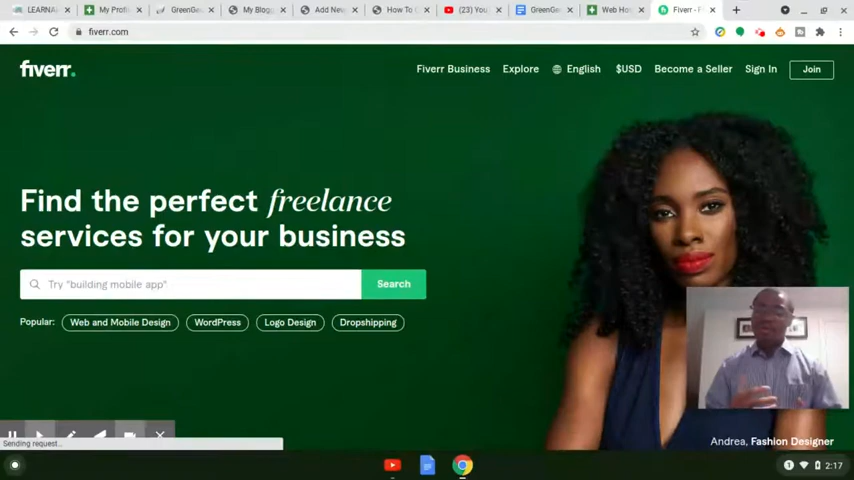 LEARNA
My Profi
GreenGe
My Blogg
Add New
How To C
(23) You
GreenGe
Web Hos
Fiverr - F
fiverr.com
fiverr.
Fiverr Business
Explore
English
$USD
Become a Seller
Sign In
Join
Find the perfect freelance
services for your business
Try "building mobile app"
Search
Popular:
Web and Mobile Design
WordPress
Logo Design
Dropshipping
Andrea, Fashion Designer
Sending request...
1
2:17